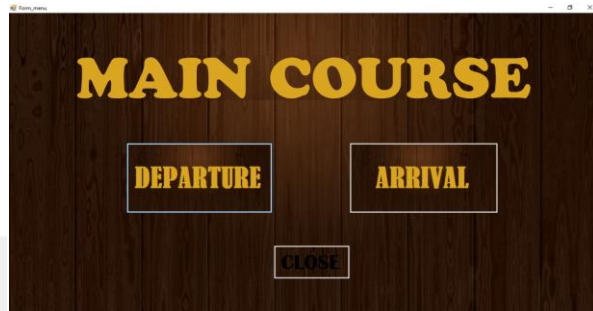 Form_menu
MAIN COURSE
DEPARTURE
ARRIVAL
CLOSE